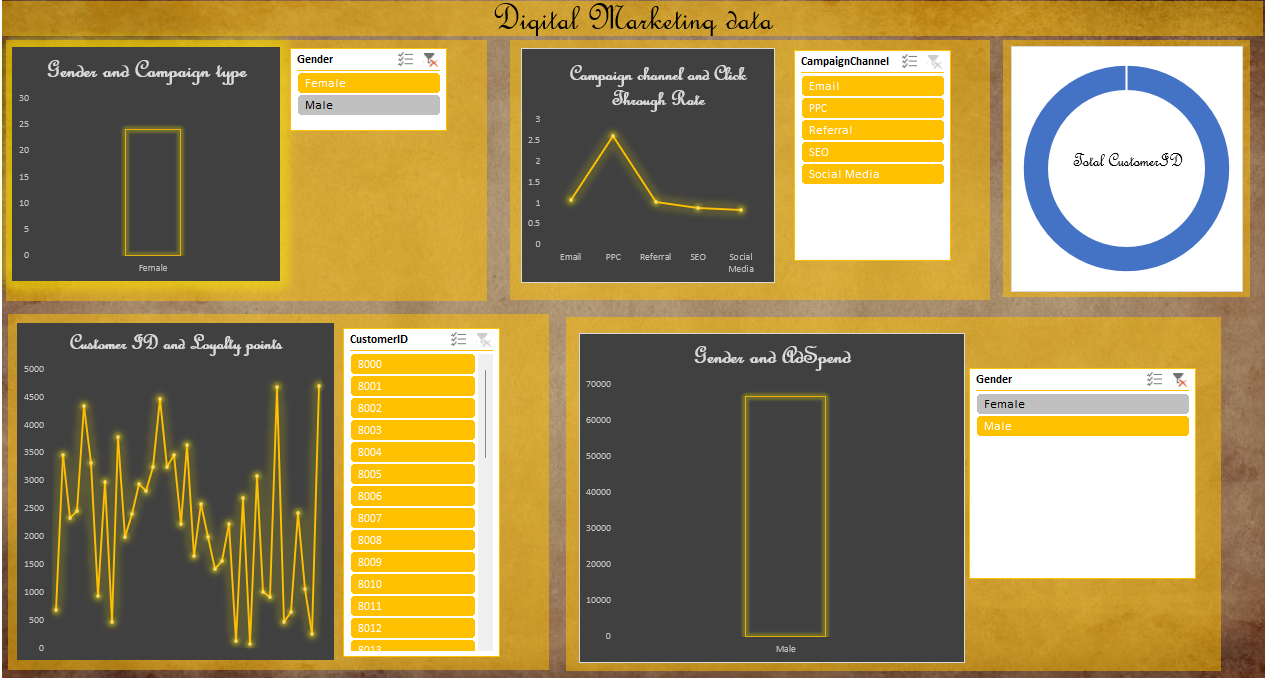 Digital Marketing data
Gender and Campaign type
30
25
20
15
10
5
0
Female
Gender
Female
Male
Campaign channel and Click
Through Rate
3
2.5
2
1.5
1
0.5
0
Email PPC Referral SEO Social
Media
CampaignChannel
Email
PPC
Referral
SEO
Social Media
Total CustomerID
Customer ID and Loyalty points
5000
4500
4000
3500
3000
2500
2000
1500
1000
500
0
CustomerID
8000
8001
8002
8003
8004
8005
8006
8007
8008
8009
8010
8011
8012
8013
Gender and AdSpend
70000
60000
50000
40000
30000
20000
10000
0
Male
Gender
Female
Male